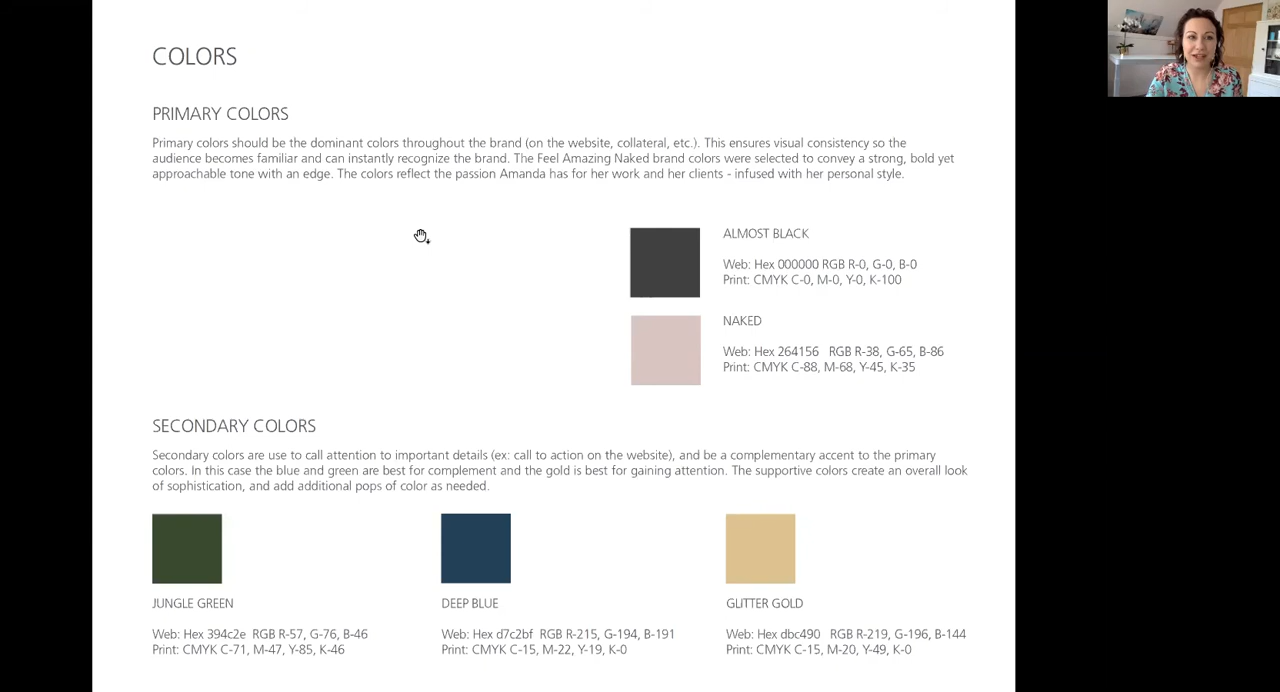 COLORS
PRIMARY COLORS
Primary colors should be the dominant colors throughout the brand (on the website, collateral, etc.). This ensures visual consistency so the
audience becomes familiar and can instantly recognize the brand. The Feel Amazing Naked brand colors were selected to convey a strong, bold yet
approachable tone with an edge. The colors reflect the passion Amanda has for her work and her clients - infused with her personal style.
ALMOST BLACK
Web: Hex 000000 RGB R-0, G-0, B-0
Print: CMYK C-0, M-0, Y-0, K-100
NAKED
Web: Hex 264156 RGB R-38, G-65, B-86
Print: CMYK C-88, M-68, Y-45, K-35
SECONDARY COLORS
Secondary colors are use to call attention to important details (ex: call to action on the website), and be a complementary accent to the primary
colors. In this case the blue and green are best for complement and the gold is best for gaining attention. The supportive colors create an overall look
of sophistication, and add additional pops of color as needed.
JUNGLE GREEN
Web: Hex 394c2e RGB R-57, G-76, B-46
Print: CMYK C-71, M-47, Y-85, K-46
DEEP BLUE
Web: Hex d7c2bf RGB R-215, G-194, B-191
Print: CMYK C-15, M-22, Y-19, K-0
GLITTER GOLD
Web: Hex dbc490 RGB R-219, G-196, B-144
Print: CMYK C-15, M-20, Y-49, K-0